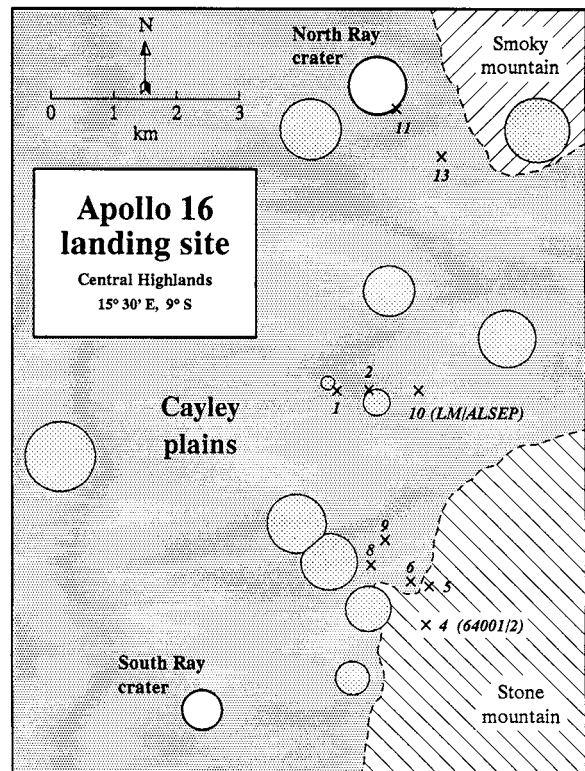 North Ray
crater
N
Smoky
mountain
0 1 2 3
km
11
13
Apollo 16
landing site
Central Highlands
15° 30' E, 9° S
2
1
10 (LM/ALSEP)
Cayley
plains
9
8
6
5
4 (64001/2)
South Ray
crater
Stone
mountain